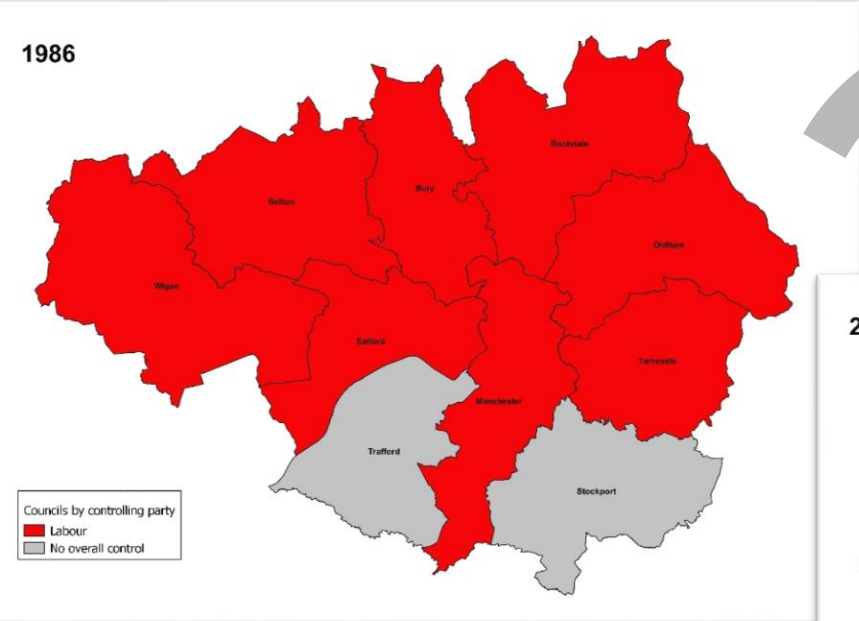 1986
Rochdale
Bury
Bolton
Oldham
Wigan
2
Salford
Tameside
Manchester
Trafford
Stockport
Councils by controlling party
Labour
No overall control